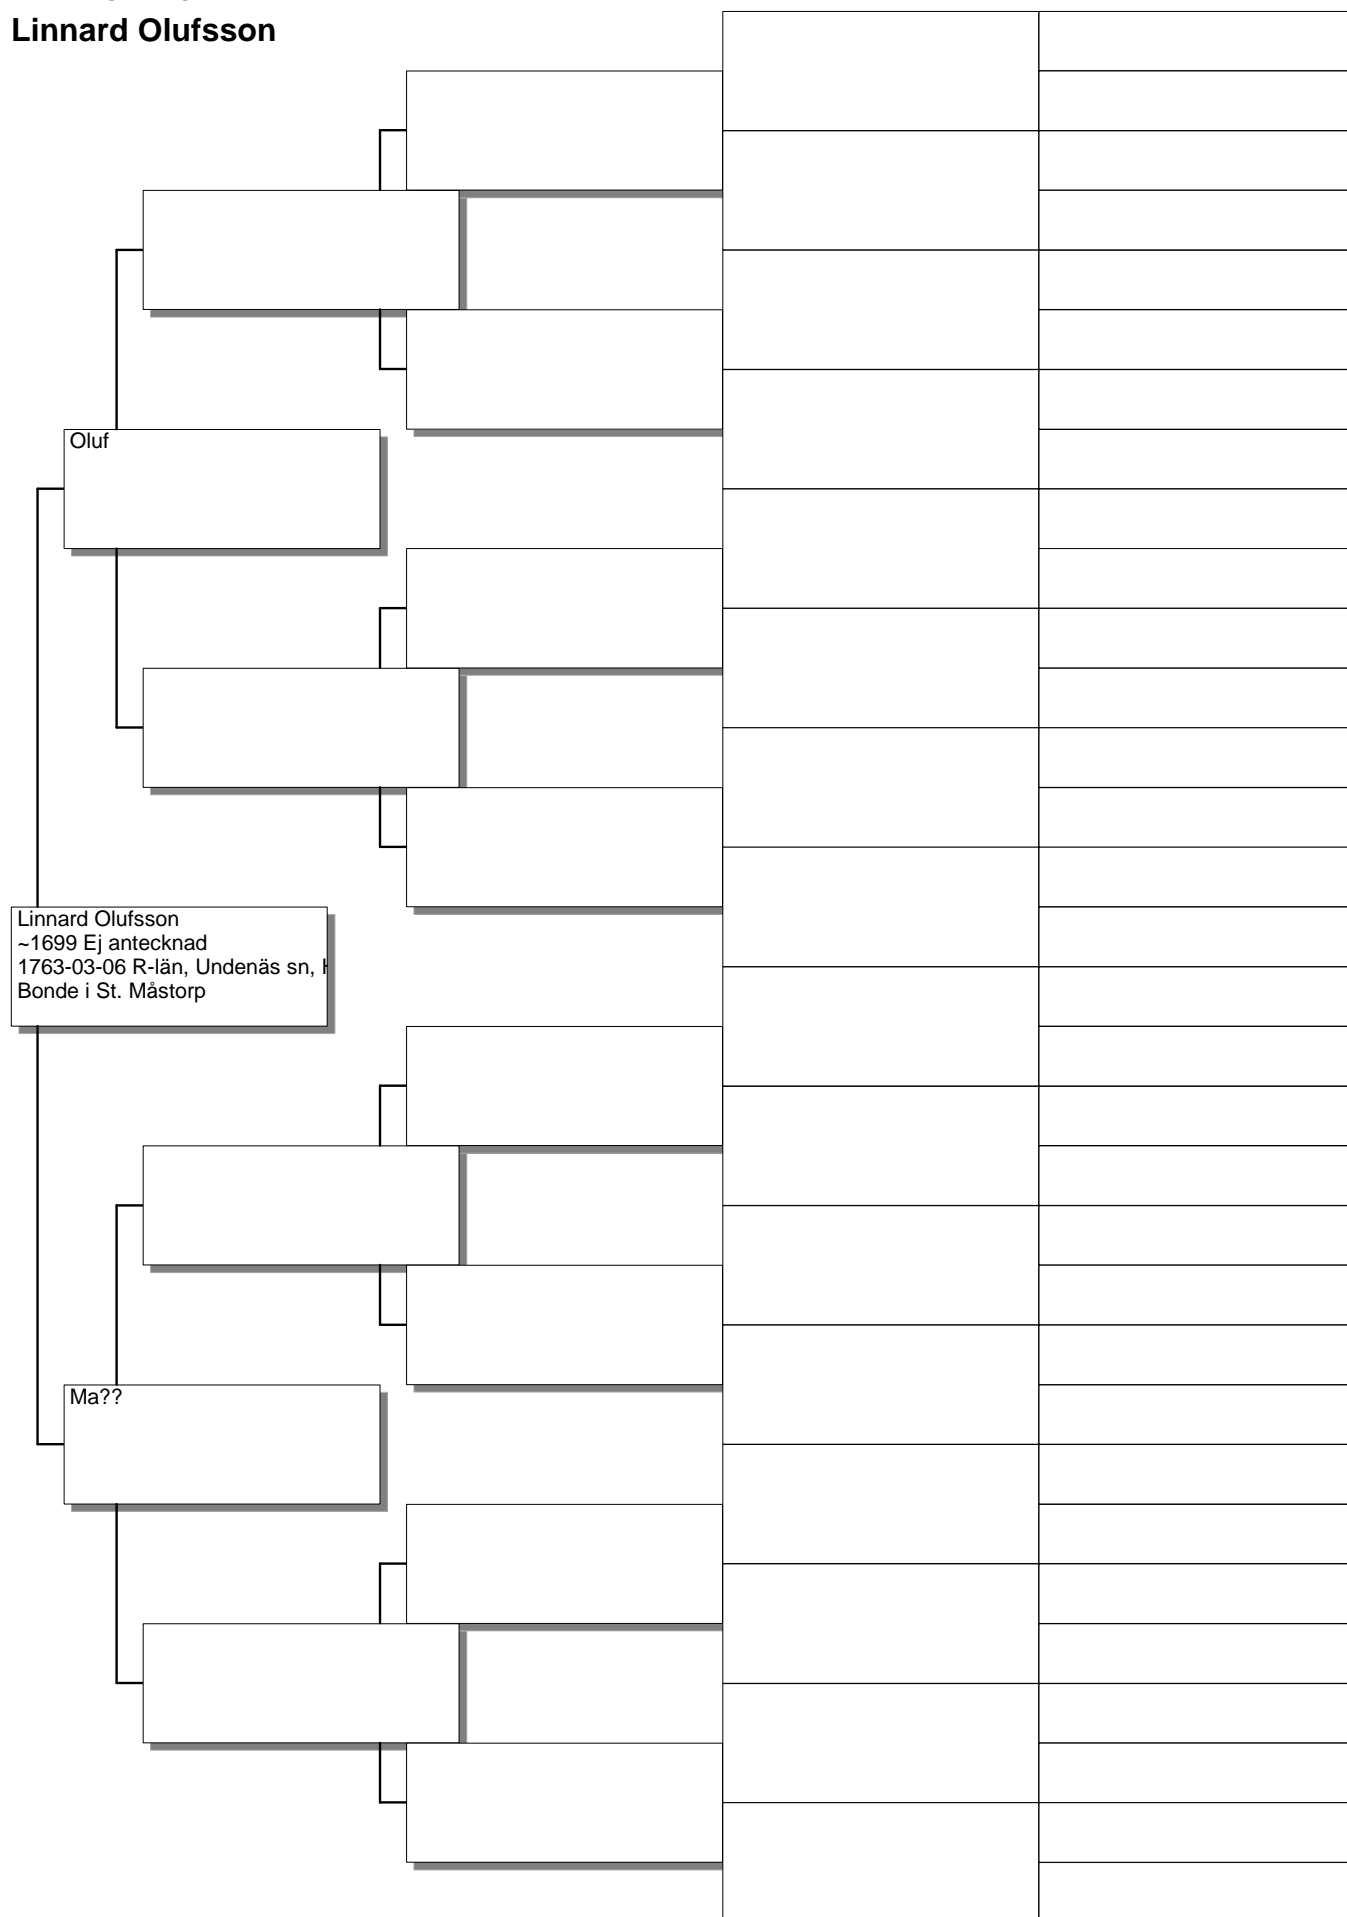 Linnard Olufsson
Oluf
Linnard Olufsson
~1699 Ej antecknad
1763-03-06 R-län, Undenäs sn,
Bonde i St. Måstorp
Ma??